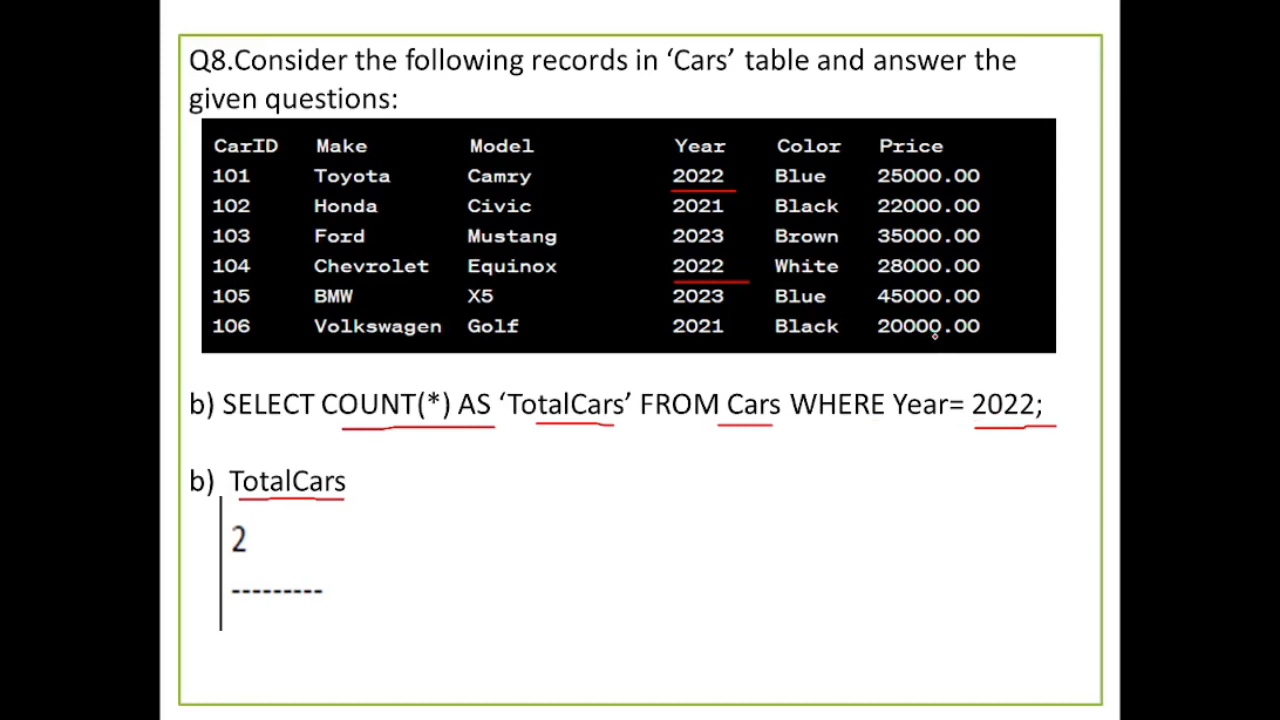 Q8.Consider the following records in ‘Cars’ table and answer the
given questions:
CarID Make Model Year Color Price
101 Toyota Camry 2022 Blue 25000.00
102 Honda Civic 2021 Black 22000.00
103 Ford Mustang 2023 Brown 35000.00
104 Chevrolet Equinox 2022 White 28000.00
105 BMW X5 2023 Blue 45000.00
106 Volkswagen Golf 2021 Black 20000.00
b) SELECT COUNT(*) AS ‘TotalCars’ FROM Cars WHERE Year= 2022;
b) TotalCars
2
---------